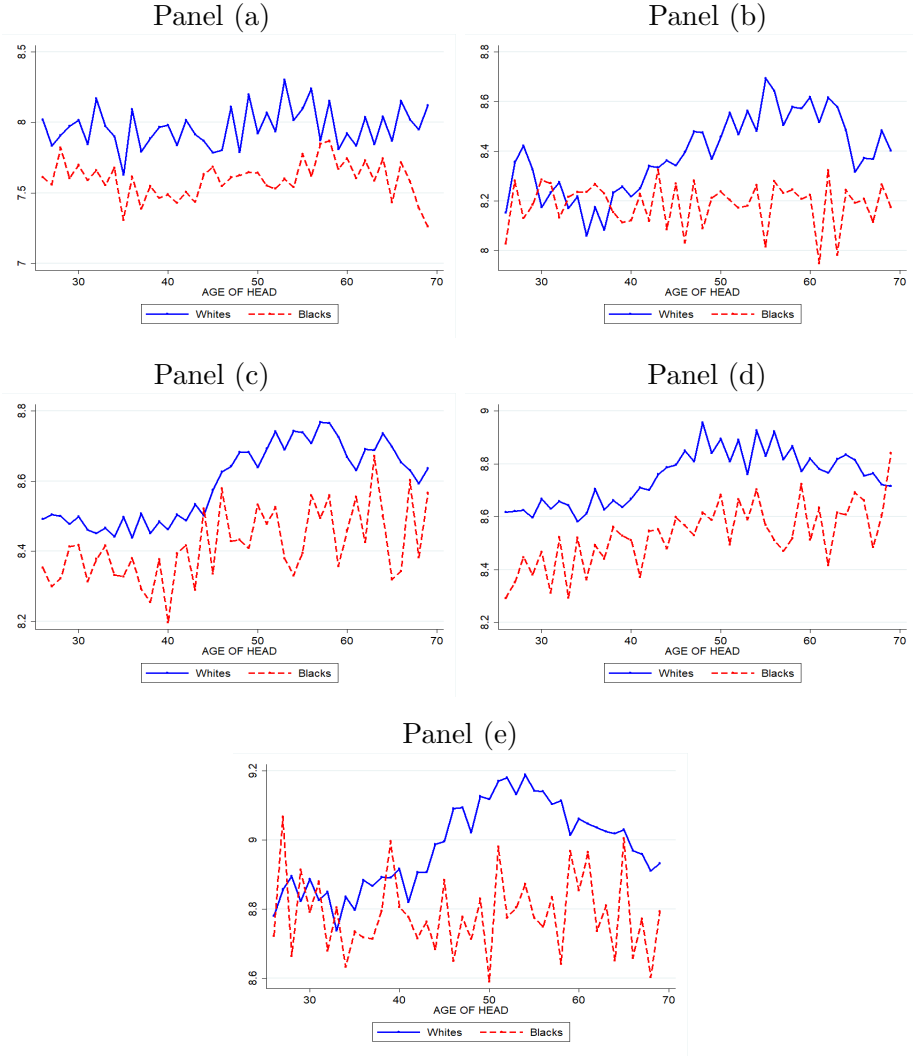 Panel (a)
8.5
8
7.5
7
30 40 50 60 70
AGE OF HEAD
Whites Blacks
Panel (b)
8.8
8.6
8.4
8.2
8
30 40 50 60 70
AGE OF HEAD
Whites Blacks
Panel (c)
8.8
8.6
8.4
8.2
30 40 50 60 70
AGE OF HEAD
Whites Blacks
Panel (d)
9
8.8
8.6
8.4
8.2
30 40 50 60 70
AGE OF HEAD
Whites Blacks
Panel (e)
9.2
9
8.8
8.6
30 40 50 60 70
AGE OF HEAD
Whites Blacks